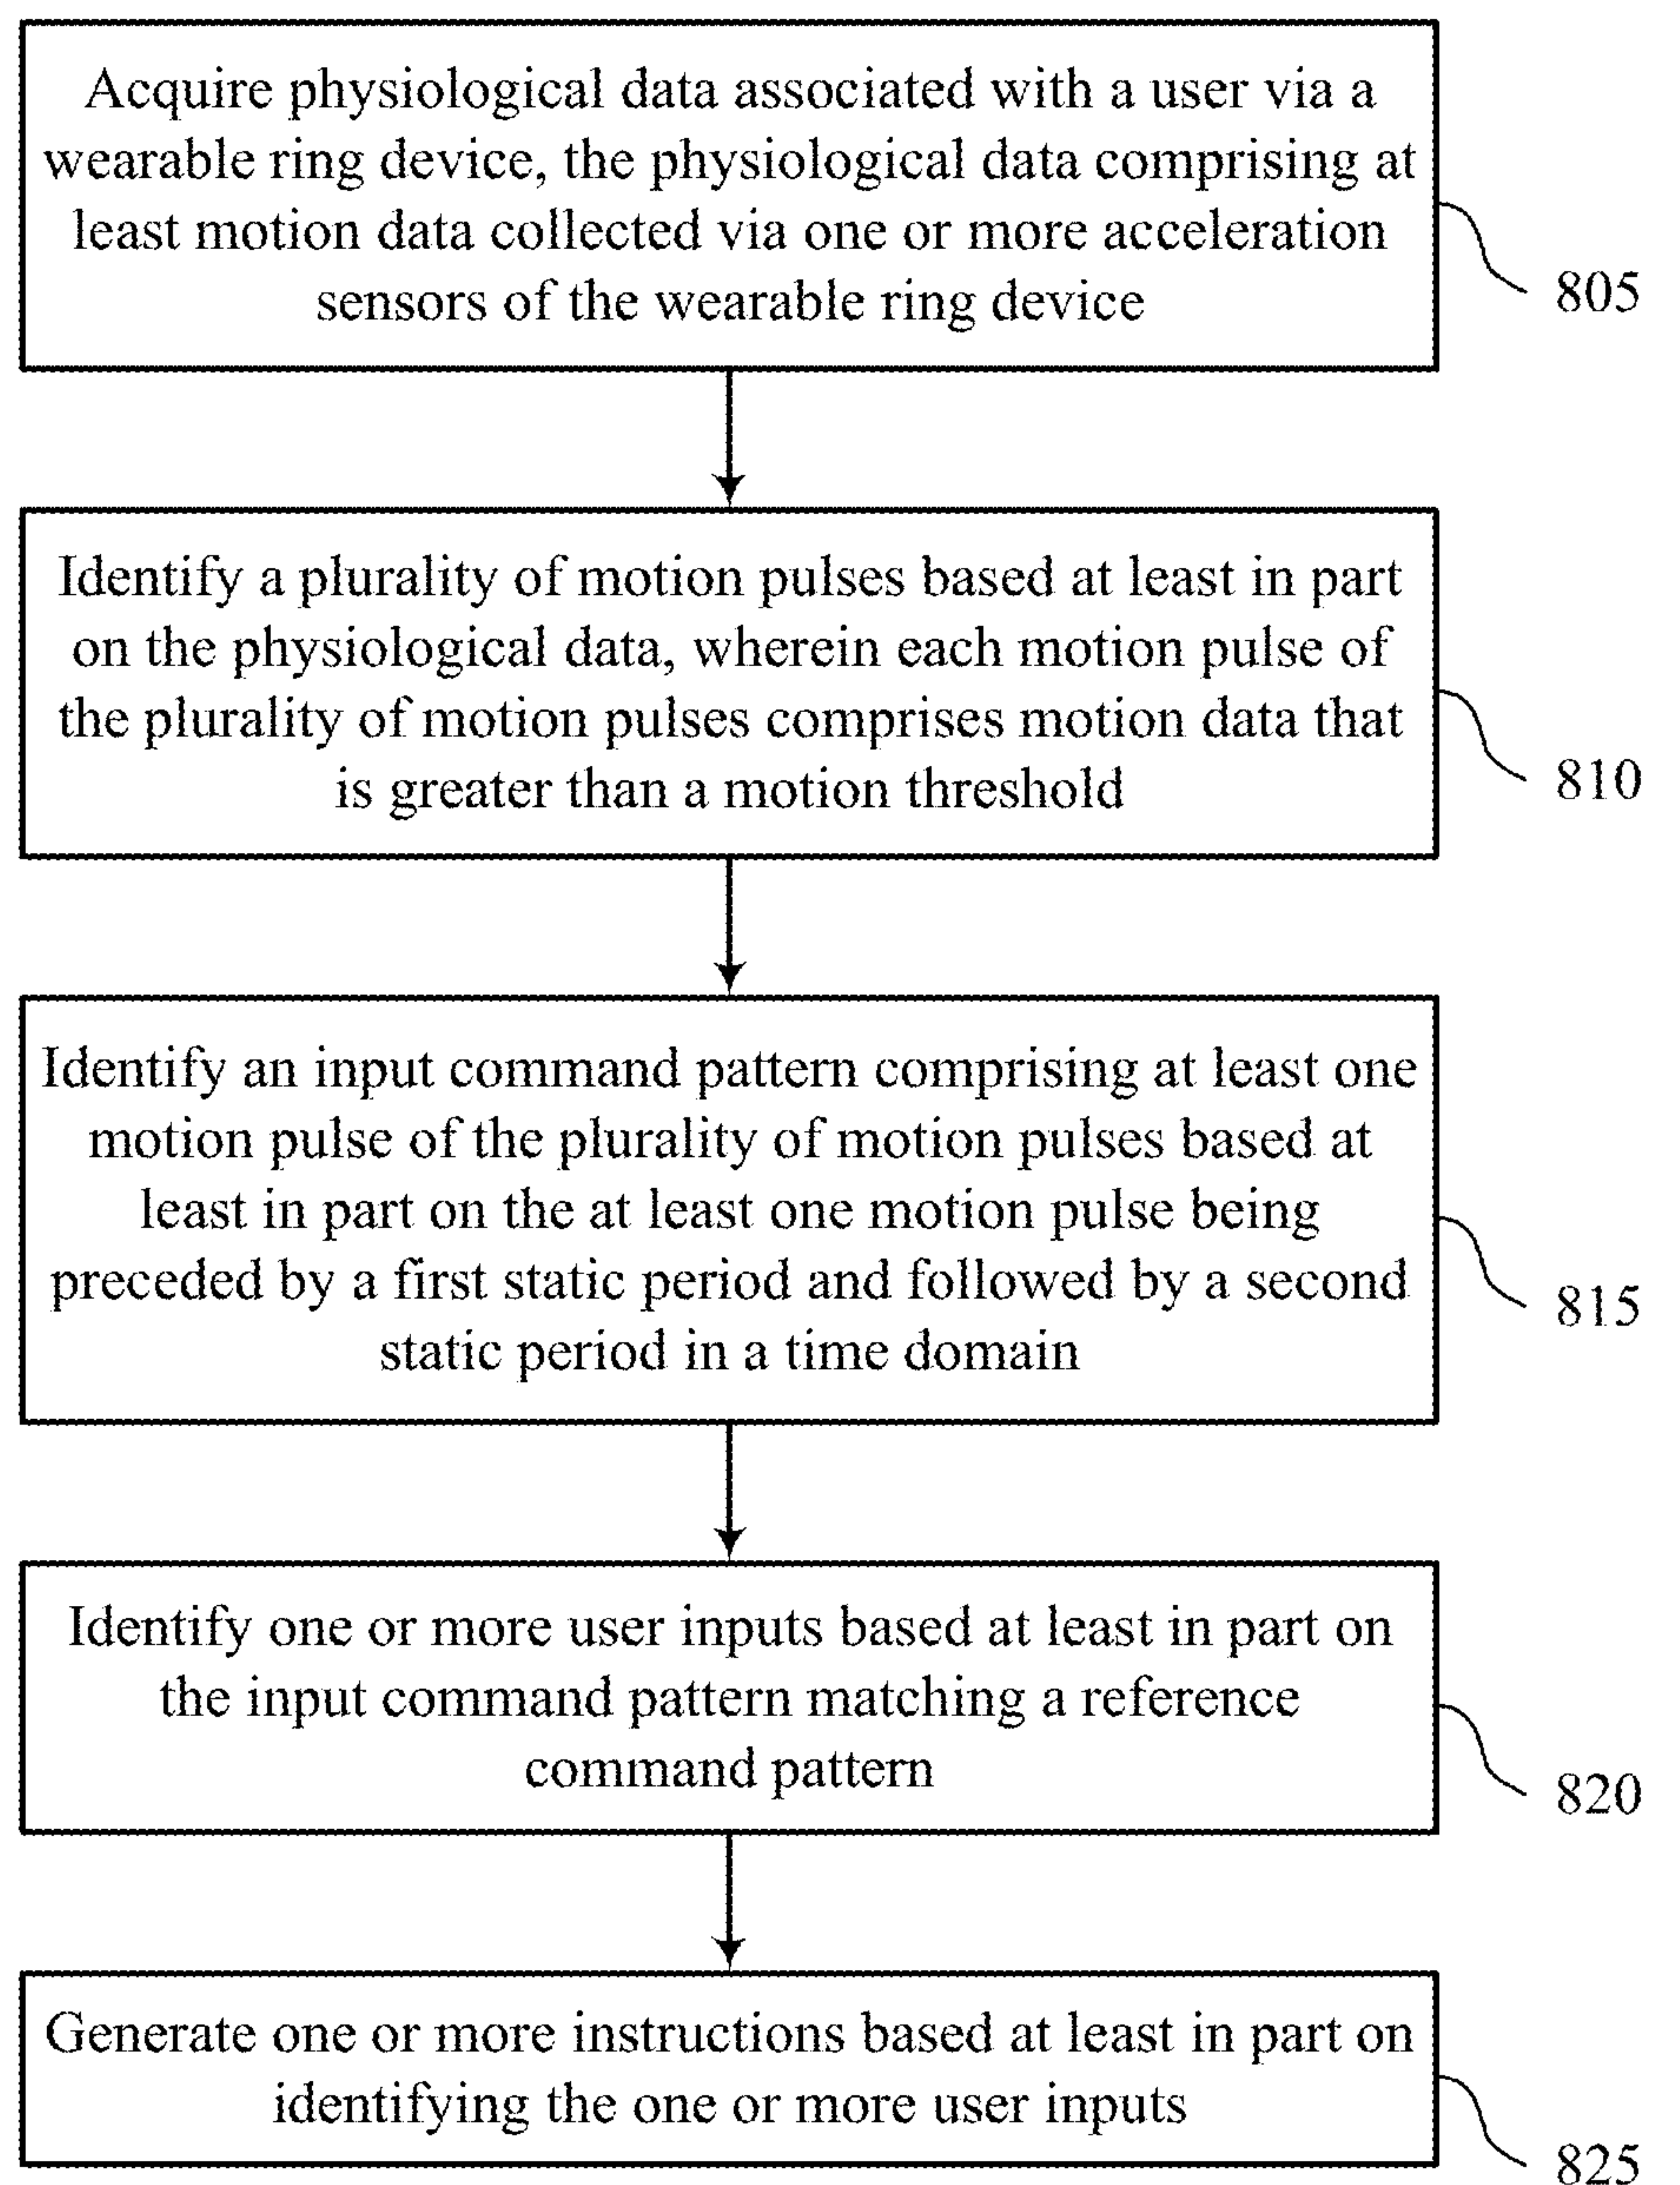 Acquire physiological data associated with a user via a
wearable ring device, the physiological data comprising at
least motion data collected via one or more acceleration
sensors of the wearable ring device
805
Identify a plurality of motion pulses based at least in part
on the physiological data, wherein each motion pulse of
the plurality of motion pulses comprises motion data that
is greater than a motion threshold
810
Identify an input command pattern comprising at least one
motion pulse of the plurality of motion pulses based at
least in part on the at least one motion pulse being
preceded by a first static period and followed by a second
static period in a time domain
815
Identify one or more user inputs based at least in part on
the input command pattern matching a reference
command pattern
820
Generate one or more instructions based at least in part on
identifying the one or more user inputs
825